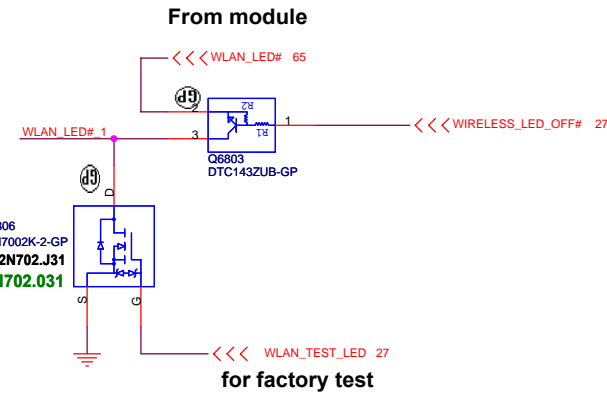 From module
WLAN_LED# 65
GP
2
R2
R1
1
WIRELESS_LED_OFF# 27
WLAN_LED#_1
3
Q6803
DTC143ZUB-GP
GP
D
306
17002K-2-GP
2N702.J31
1702.031
S
G
WLAN_TEST_LED 27
for factory test